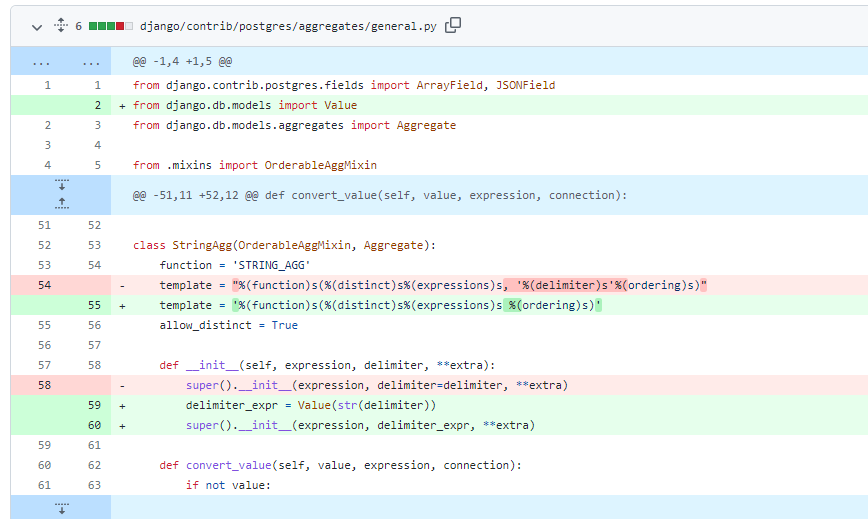 6 django/contrib/postgres/aggregates/general.py
... ... @@ -1,4 +1,5 @@
1 1 from django.contrib.postgres.fields import ArrayField, JSONField
2 + from django.db.models import Value
2 3 from django.db.models.aggregates import Aggregate
3 4
4 5 from .mixins import OrderableAggMixin
@@ -51,11 +52,12 @@ def convert_value(self, value, expression, connection):
51 52
52 53 class StringAgg(OrderableAggMixin, Aggregate):
53 54 function = 'STRING_AGG'
54 - template = "%(function)s(%(distinct)s%(expressions)s, '%(delimiter)s'%(ordering)s)"
55 + template = '%(function)s(%(distinct)s%(expressions)s %(ordering)s)'
55 56 allow_distinct = True
56 57
57 58 def __init__(self, expression, delimiter, **extra):
58 - super().__init__(expression, delimiter=delimiter, **extra)
59 + delimiter_expr = Value(str(delimiter))
60 + super().__init__(expression, delimiter_expr, **extra)
59 61
60 62 def convert_value(self, value, expression, connection):
61 63 if not value: